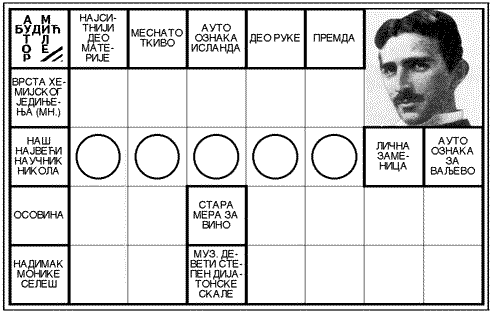 А М
БУДИЋ
Т Л
О Е
Р
НАЈСИ-
ТНИЈИ
ДЕО
МАТЕ-
РИЈЕ
МЕСНАТО
ТКИВО
АУТО
ОЗНАКА
ИСЛАНДА
ДЕО РУКЕ
ПРЕМДА
ВРСТА ХЕ-
МИЈСКОГ
ЈЕДИЊЕ-
ЊА (МН.)
НАШ
НАЈВЕЋИ
НАУЧНИК
НИКОЛА
ЛИЧНА
ЗАМЕ-
НИЦА
АУТО
ОЗНАКА
ЗА
ВАЉЕВО
ОСОВИНА
СТАРА
МЕРА ЗА
ВИНО
НАДИМАК
МОНИКЕ
СЕЛЕШ
МУЗ. ДЕ-
ВЕТИ СТЕ-
ПЕН ДИЈА-
ТОНСКЕ
СКАЛЕ